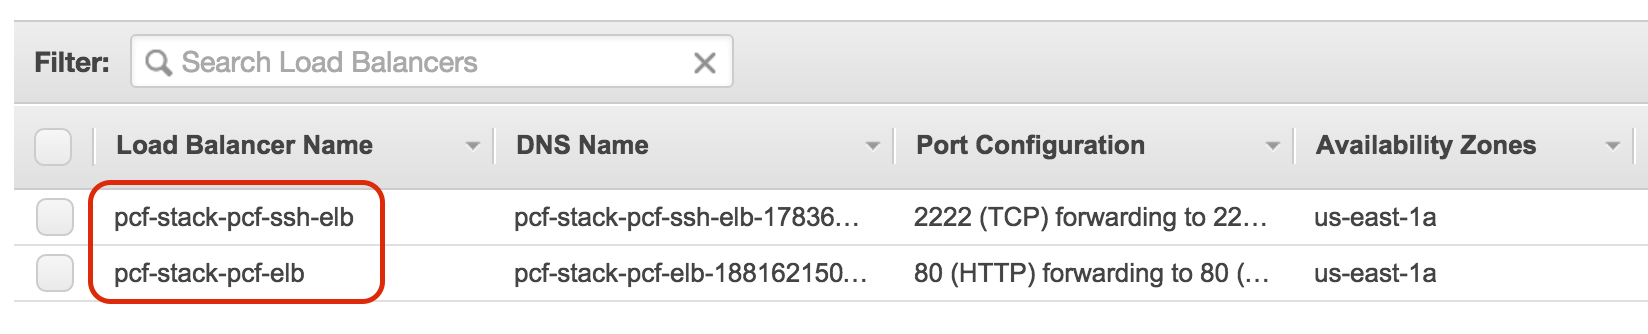 Filter: Search Load Balancers
Load Balancer Name DNS Name Port Configuration Availability Zones
pcf-stack-pcf-ssh-elb pcf-stack-pcf-ssh-elb-17836... 2222 (TCP) forwarding to 22... us-east-1a
pcf-stack-pcf-elb pcf-stack-pcf-elb-188162150... 80 (HTTP) forwarding to 80 (... us-east-1a